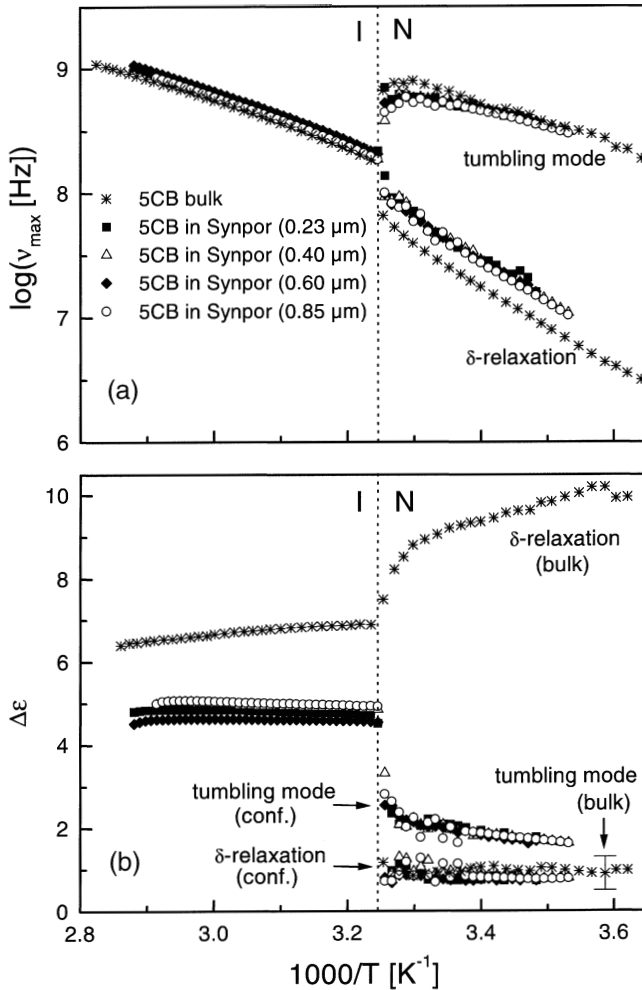 I N
9
tumbling mode
8
5CB bulk
5CB in Synpor (0.23 µm)
5CB in Synpor (0.40 µm)
5CB in Synpor (0.60 µm)
5CB in Synpor (0.85 µm)
log(νmax [Hz])
7
δ-relaxation
(a)
6
10
I N
δ-relaxation
(bulk)
8
6
Δε
4
tumbling mode
(conf.)
tumbling mode
(bulk)
2
δ-relaxation
(conf.)
(b)
0
2.8 3.0 3.2 3.4 3.6
1000/T [K⁻¹]